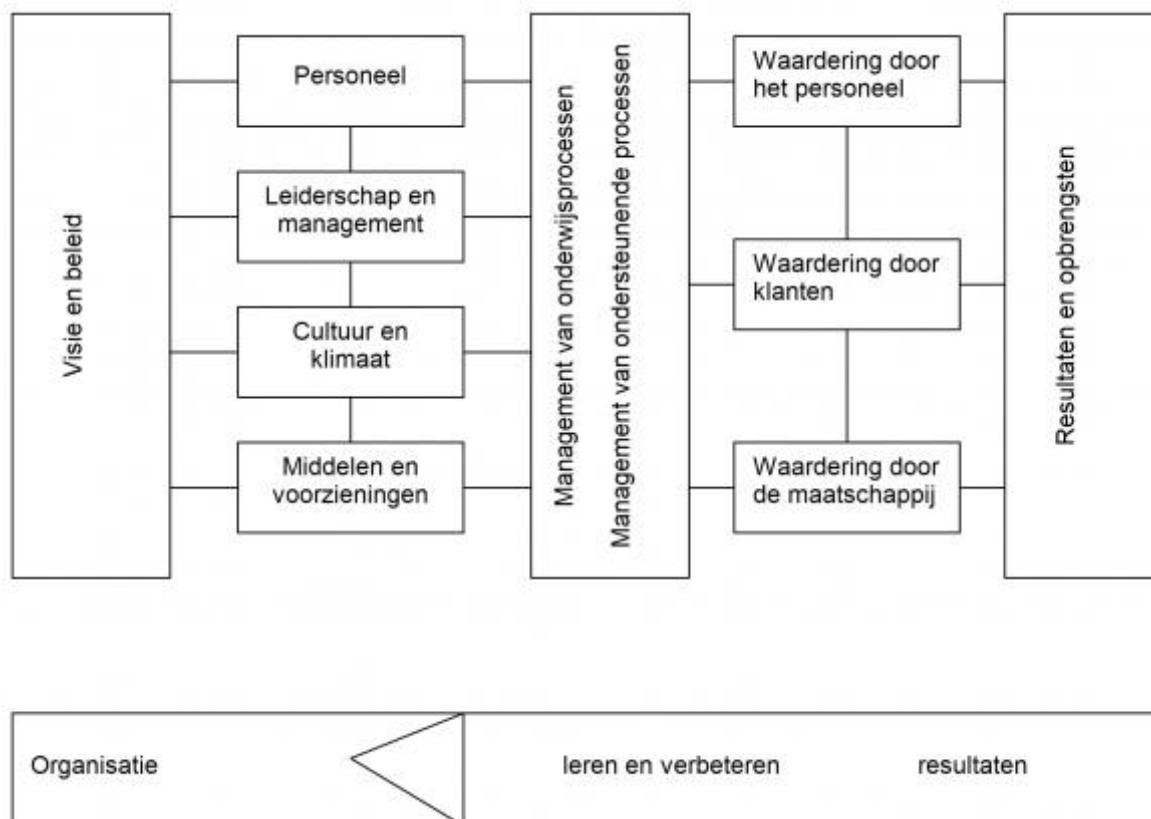 Visie en beleid
Personeel
Leiderschap en
management
Cultuur en
klimaat
Middelen en
voorzieningen
Management van onderwijsprocessen
Management van ondersteunende processen
Waardering door
het personeel
Waardering door
klanten
Waardering door
de maatschappij
Resultaten en opbrengsten
Organisatie
leren en verbeteren
resultaten